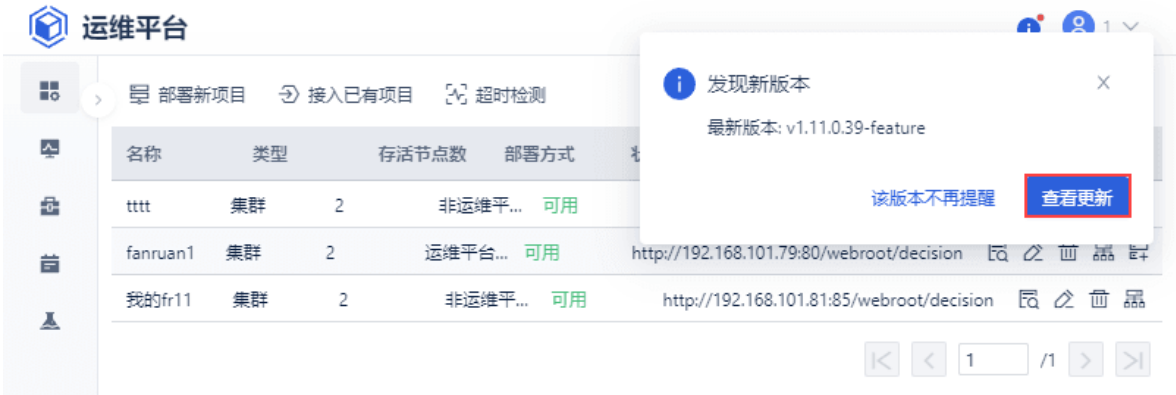 运维平台
1
发现新版本
最新版本: v1.11.0.39-feature
该版本不再提醒 查看更新
部署新项目 接入已有项目 超时检测
名称 类型 存活节点数 部署方式
tttt 集群 2 非运维平... 可用
fanruan1 集群 2 运维平台... 可用 http://192.168.101.79:80/webroot/decision
我的fr11 集群 2 非运维平... 可用 http://192.168.101.81:85/webroot/decision
1 /1